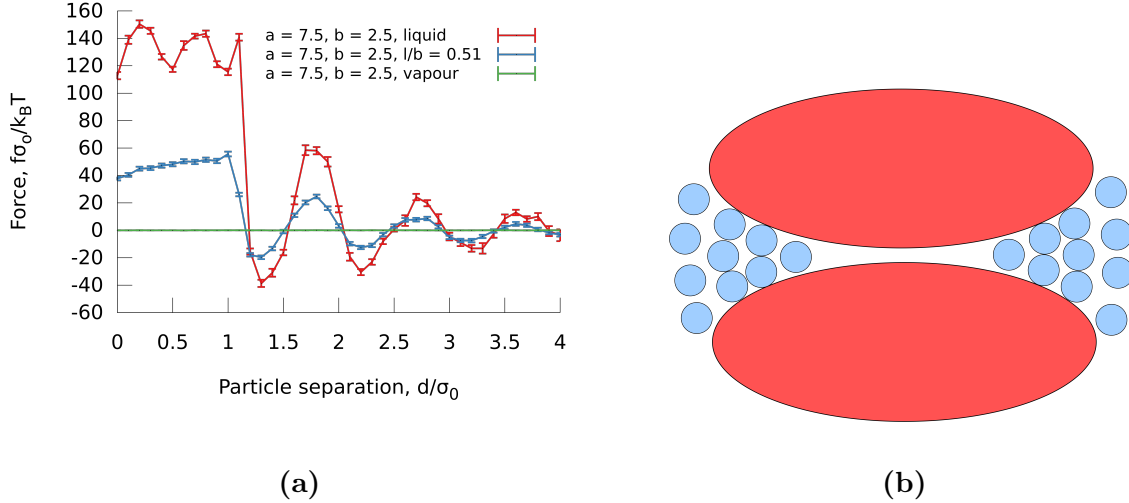 160
140
120
100
80
60
40
20
0
-20
-40
-60
Force, fσ₀/k_BT
a = 7.5, b = 2.5, liquid
a = 7.5, b = 2.5, l/b = 0.51
a = 7.5, b = 2.5, vapour
0 0.5 1 1.5 2 2.5 3 3.5 4
Particle separation, d/σ₀
(a) (b)